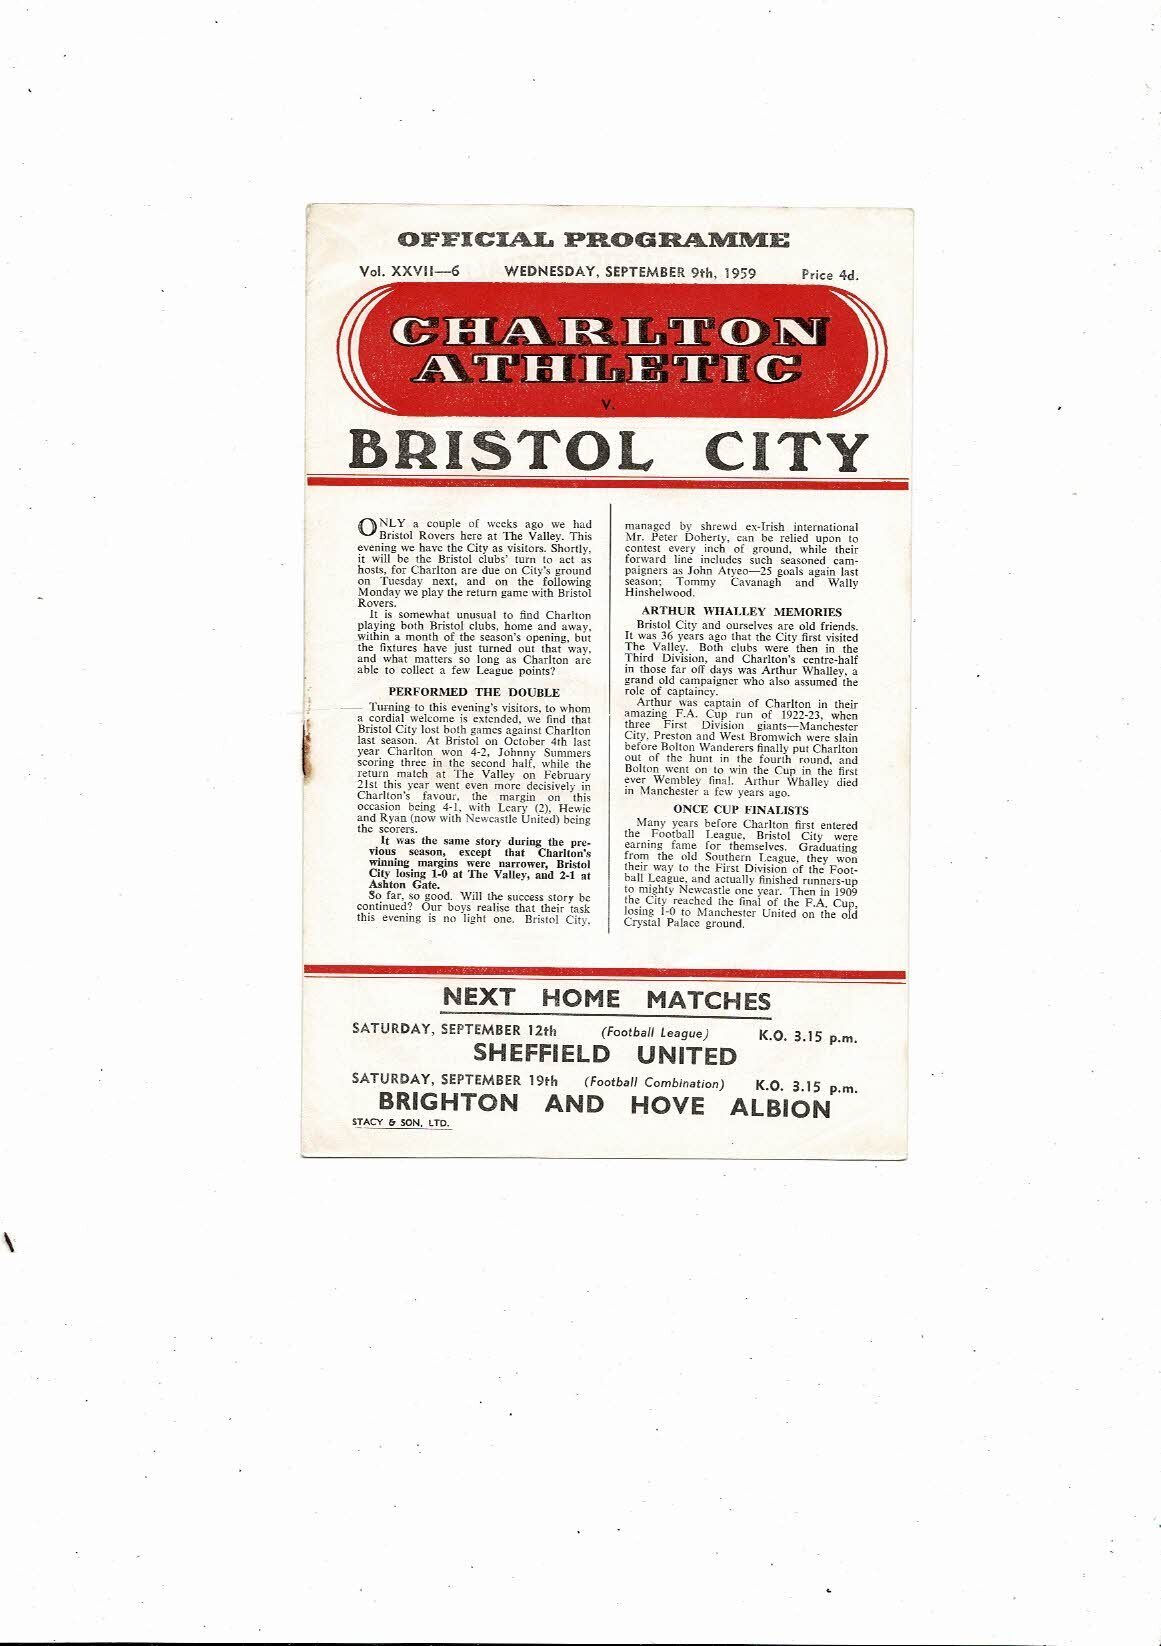 OFFICIAL PROGRAMME
Vol. XXVII—6 WEDNESDAY, SEPTEMBER 9th, 1959 Price 4d.
CHARLTON
ATHLETIC
v.
BRISTOL CITY
ONLY a couple of weeks ago we had
Bristol Rovers here at The Valley. This
evening we have the City as visitors. Shortly,
it will be the Bristol clubs' turn to act as
hosts, for Charlton are due on City's ground
on Tuesday next, and on the following
Monday we play the return game with Bristol
Rovers.
It is somewhat unusual to find Charlton
playing both Bristol clubs, home and away,
within a month of the season's opening, but
the fixtures have just turned out that way,
and what matters so long as Charlton are
able to collect a few League points?
PERFORMED THE DOUBLE
Turning to this evening's visitors, to whom
a cordial welcome is extended, we find that
Bristol City lost both games against Charlton
last season. At Bristol on October 4th last
year Charlton won 4-2, Johnny Summers
scoring three in the second half, while the
return match at The Valley on February
21st this year went even more decisively in
Charlton's favour, the margin on this
occasion being 4-1, with Leary (2), Hewie
and Ryan (now with Newcastle United) being
the scorers.
It was the same story during the pre-
vious season, except that Charlton's
winning margins were narrower, Bristol
City losing 1-0 at The Valley, and 2-1 at
Ashton Gate.
So far, so good. Will the success story be
continued? Our boys realise that their task
this evening is no light one. Bristol City,
managed by shrewd ex-Irish international
Mr. Peter Doherty, can be relied upon to
contest every inch of ground, while their
forward line includes such seasoned cam-
paigners as John Atyeo—25 goals again last
season; Tommy Cavanagh and Wally
Hinshelwood.
ARTHUR WHALLEY MEMORIES
Bristol City and ourselves are old friends.
It was 36 years ago that the City first visited
The Valley. Both clubs were then in the
Third Division, and Charlton's centre-half
in those far off days was Arthur Whalley, a
grand old campaigner who also assumed the
role of captaincy.
Arthur was captain of Charlton in their
amazing F.A. Cup run of 1922-23, when
three First Division giants—Manchester
City, Preston and West Bromwich were slain
before Bolton Wanderers finally put Charlton
out of the hunt in the fourth round, and
Bolton went on to win the Cup in the first
ever Wembley final. Arthur Whalley died
in Manchester a few years ago.
ONCE CUP FINALISTS
Many years before Charlton first entered
the Football League, Bristol City were
earning fame for themselves. Graduating
from the old Southern League, they won
their way to the First Division of the Foot-
ball League, and actually finished runners-up
to mighty Newcastle one year. Then in 1909
the City reached the final of the F.A. Cup,
losing 1-0 to Manchester United on the old
Crystal Palace ground.
NEXT HOME MATCHES
SATURDAY, SEPTEMBER 12th (Football League) K.O. 3.15 p.m.
SHEFFIELD UNITED
SATURDAY, SEPTEMBER 19th (Football Combination) K.O. 3.15 p.m.
BRIGHTON AND HOVE ALBION
STACY & SON, LTD.